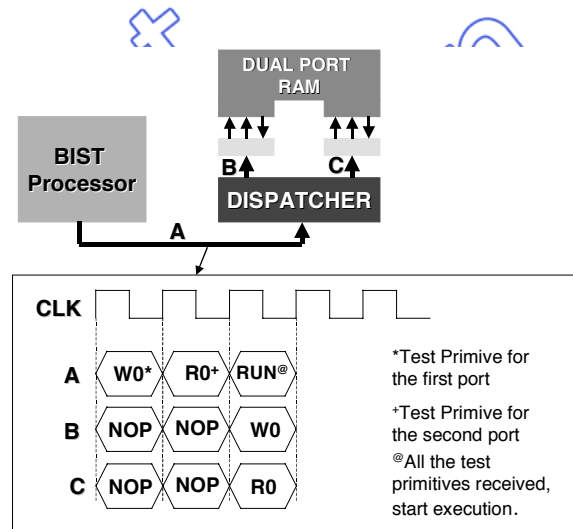 DUAL PORT
RAM
BIST
Processor
B
C
DISPATCHER
A
CLK
A
W0*
R0+
RUN@
B
NOP
NOP
W0
C
NOP
NOP
R0
*Test Primive for
the first port
+Test Primive for
the second port
@All the test
primitives received,
start execution.